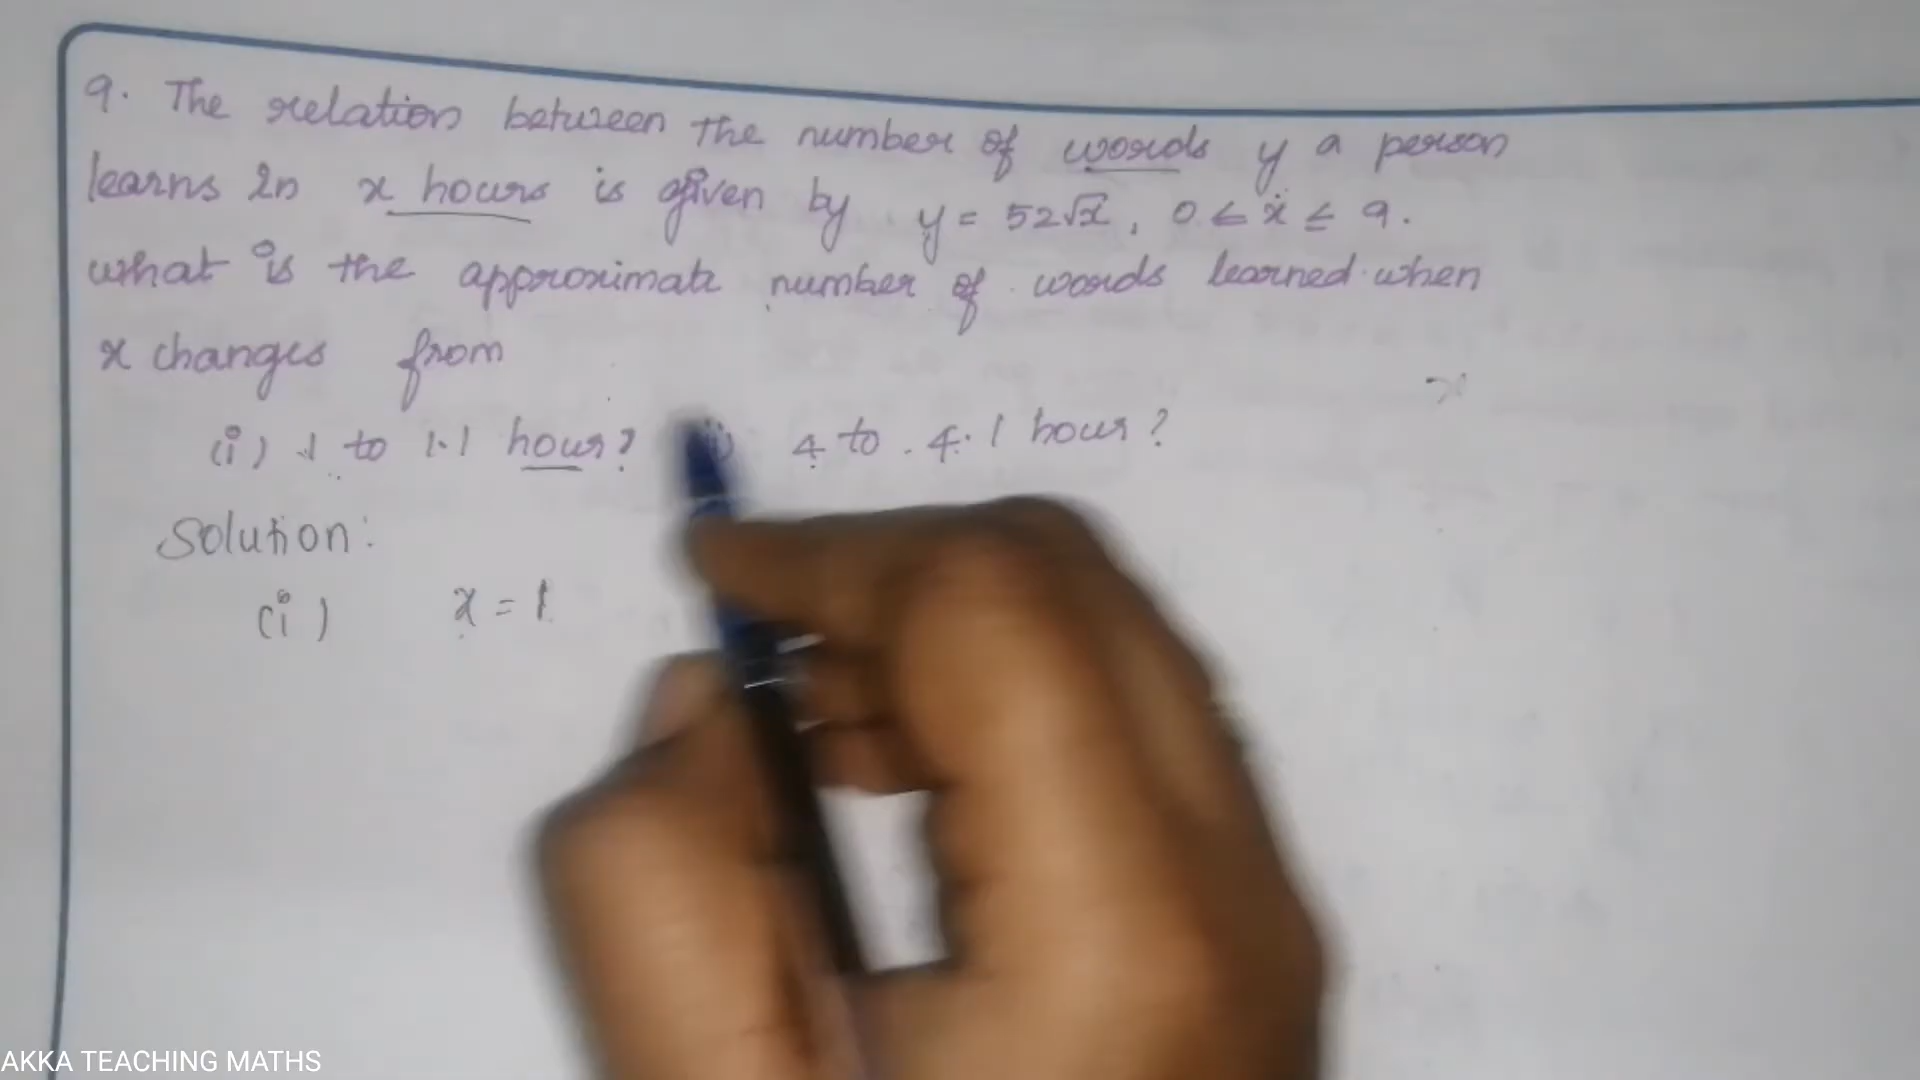 9. The relation between the number of words y a person
learns in x hours is given by y = 52√x, 0 ≤ x ≤ 9.
what is the approximate number of words learned when
x changes from
(i) 1 to 1.1 hour? 4 to 4.1 hour?
Solution:
(i) x = 1
AKKA TEACHING MATHS